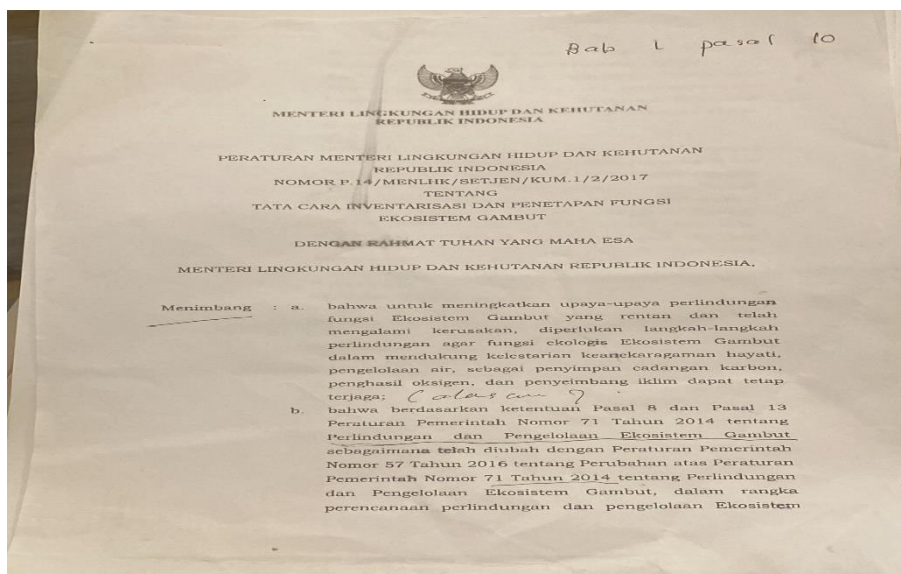 Bab 1 pasal 10
MENTERI LINGKUNGAN HIDUP DAN KEHUTANAN
REPUBLIK INDONESIA
PERATURAN MENTERI LINGKUNGAN HIDUP DAN KEHUTANAN
REPUBLIK INDONESIA
NOMOR P.14/MENLHK/SETJEN/KUM.1/2/2017
TENTANG
TATA CARA INVENTARISASI DAN PENETAPAN FUNGSI
EKOSISTEM GAMBUT
DENGAN RAHMAT TUHAN YANG MAHA ESA
MENTERI LINGKUNGAN HIDUP DAN KEHUTANAN REPUBLIK INDONESIA,
Menimbang : a. bahwa untuk meningkatkan upaya-upaya perlindungan
fungsi Ekosistem Gambut yang rentan dan telah
mengalami kerusakan, diperlukan langkah-langkah
perlindungan agar fungsi ekologis Ekosistem Gambut
dalam mendukung kelestarian keanekaragaman hayati,
pengelolaan air, sebagai penyimpan cadangan karbon,
penghasil oksigen, dan penyeimbang iklim dapat tetap
terjaga;
b. bahwa berdasarkan ketentuan Pasal 8 dan Pasal 13
Peraturan Pemerintah Nomor 71 Tahun 2014 tentang
Perlindungan dan Pengelolaan Ekosistem Gambut
sebagaimana telah diubah dengan Peraturan Pemerintah
Nomor 57 Tahun 2016 tentang Perubahan atas Peraturan
Pemerintah Nomor 71 Tahun 2014 tentang Perlindungan
dan Pengelolaan Ekosistem Gambut, dalam rangka
perencanaan perlindungan dan pengelolaan Ekosistem